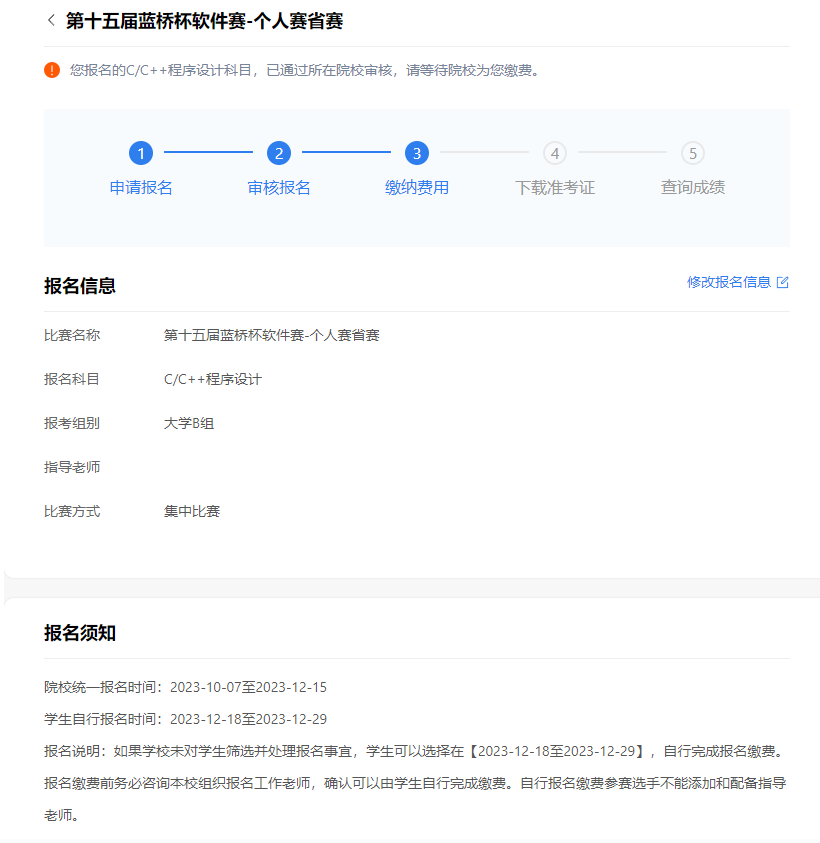 第十五届蓝桥杯软件赛-个人赛省赛
您报名的C/C++程序设计科目，已通过所在院校审核，请等待院校为您缴费。
1 2 3 4 5
申请报名 审核报名 缴纳费用 下载准考证 查询成绩
报名信息 修改报名信息
比赛名称 第十五届蓝桥杯软件赛-个人赛省赛
报名科目 C/C++程序设计
报考组别 大学B组
指导老师
比赛方式 集中比赛
报名须知
院校统一报名时间：2023-10-07至2023-12-15
学生自行报名时间：2023-12-18至2023-12-29
报名说明：如果学校未对学生筛选并处理报名事宜，学生可以选择在【2023-12-18至2023-12-29】，自行完成报名缴费。
报名缴费前务必咨询本校组织报名工作老师，确认可以由学生自行完成缴费。自行报名缴费参赛选手不能添加和配备指导
老师。